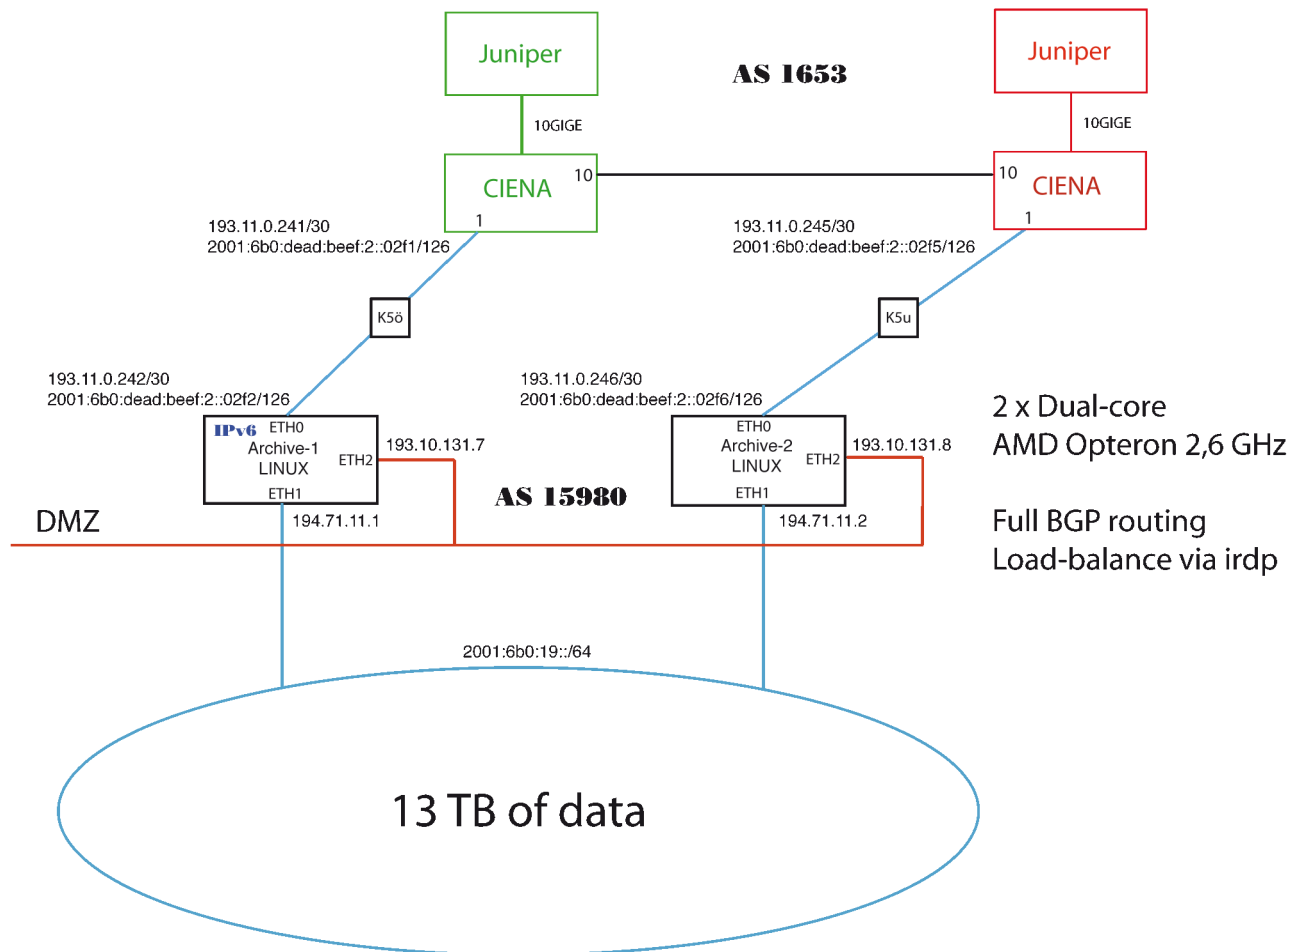 Juniper
Juniper
AS 1653
10GIGE
10GIGE
CIENA
10
1
10
CIENA
1
193.11.0.241/30
2001:6b0:dead:beef:2::02f1/126
193.11.0.245/30
2001:6b0:dead:beef:2::02f5/126
K5ö
K5u
193.11.0.242/30
2001:6b0:dead:beef:2::02f2/126
193.11.0.246/30
2001:6b0:dead:beef:2::02f6/126
IPv6
ETH0
Archive-1
LINUX
ETH2
ETH1
193.10.131.7
ETH0
Archive-2
LINUX
ETH2
ETH1
193.10.131.8
2 x Dual-core
AMD Opteron 2,6 GHz
AS 15980
194.71.11.1
194.71.11.2
DMZ
Full BGP routing
Load-balance via irdp
2001:6b0:19::/64
13 TB of data